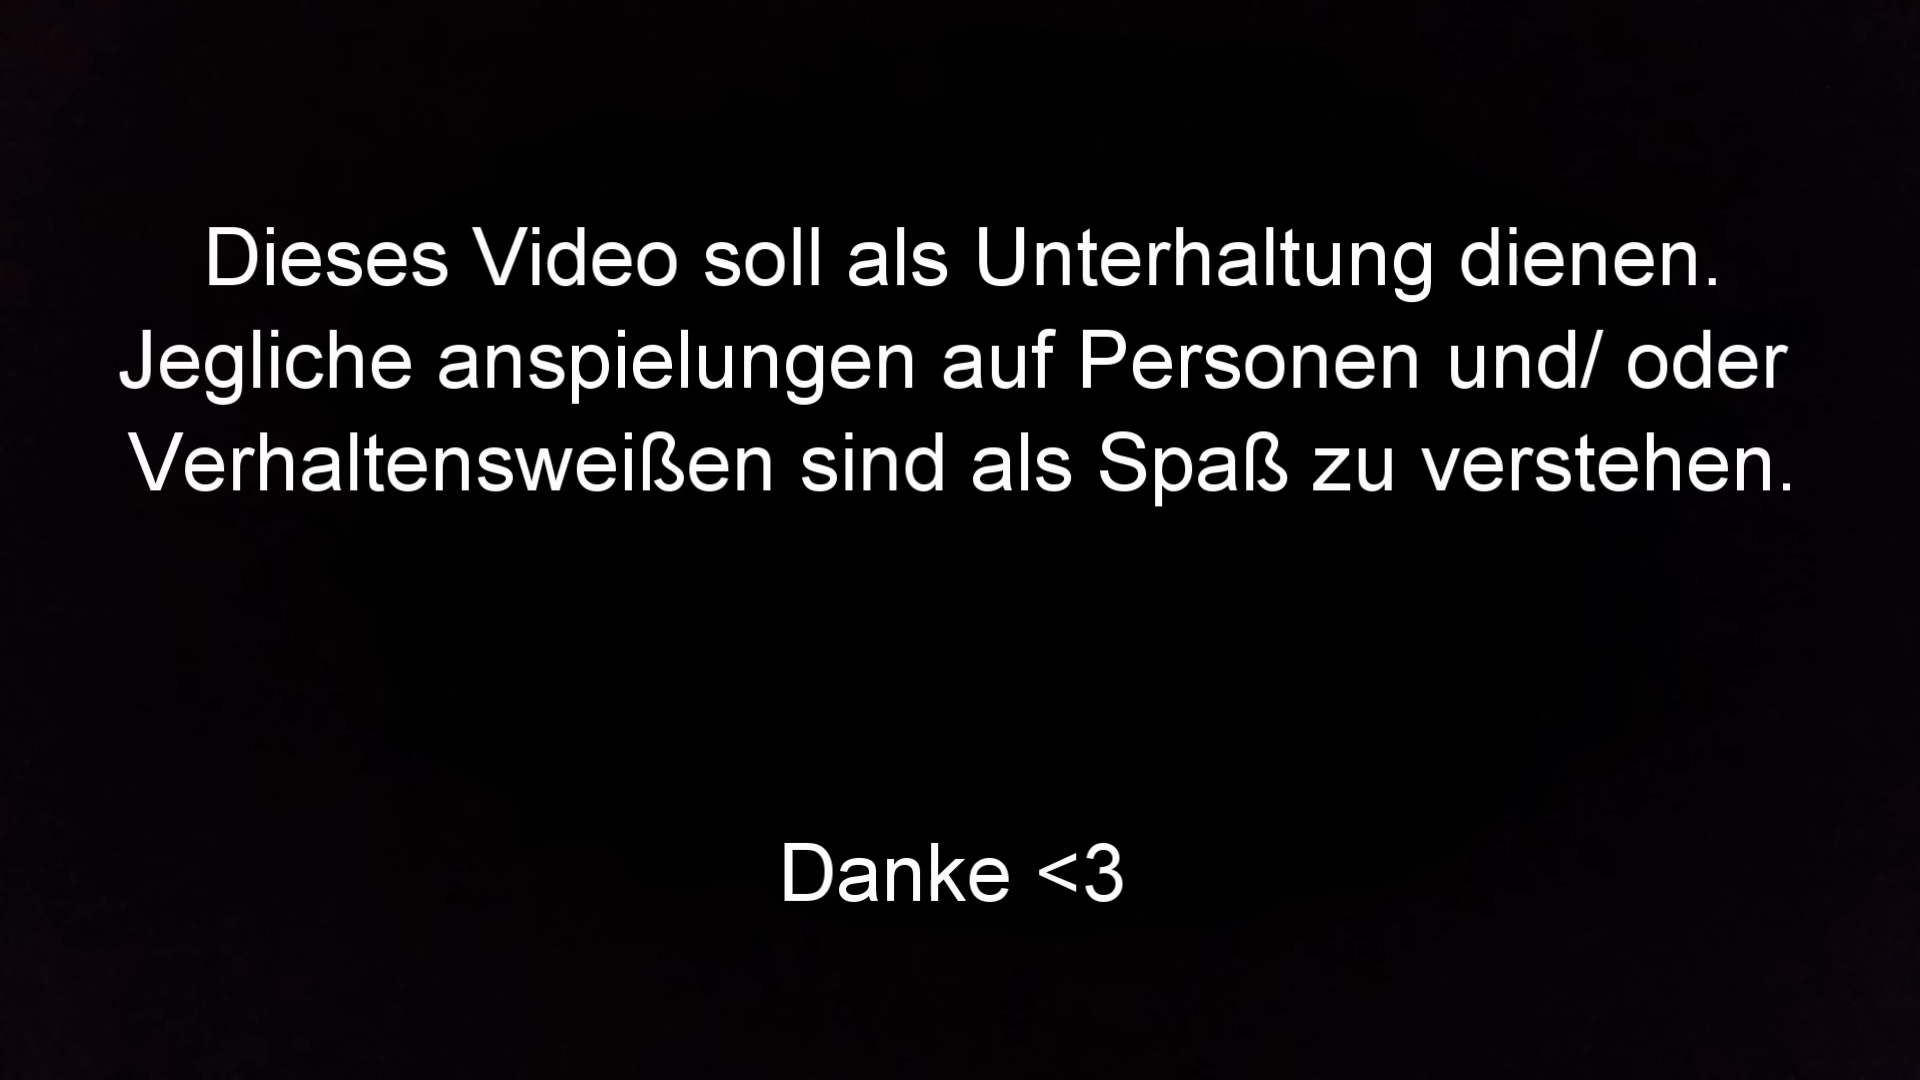 Dieses Video soll als Unterhaltung dienen.
Jegliche anspielungen auf Personen und/ oder
Verhaltensweißen sind als Spaß zu verstehen.
Danke <3